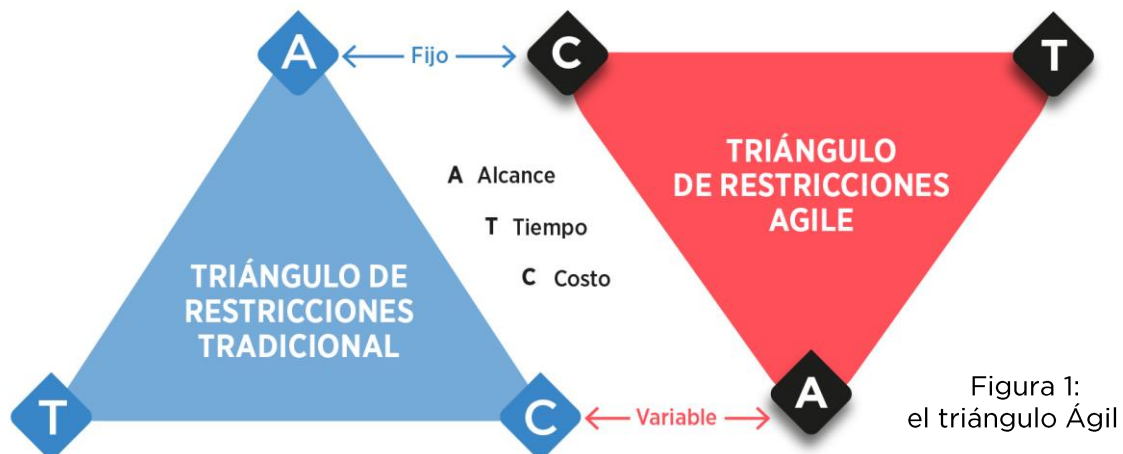 A
Fijo
C
T
A Alcance
T Tiempo
C Costo
TRIÁNGULO DE
RESTRICCIONES
TRADICIONAL
TRIÁNGULO
DE RESTRICCIONES
AGILE
T
C
Variable
A
Figura 1:
el triángulo Ágil